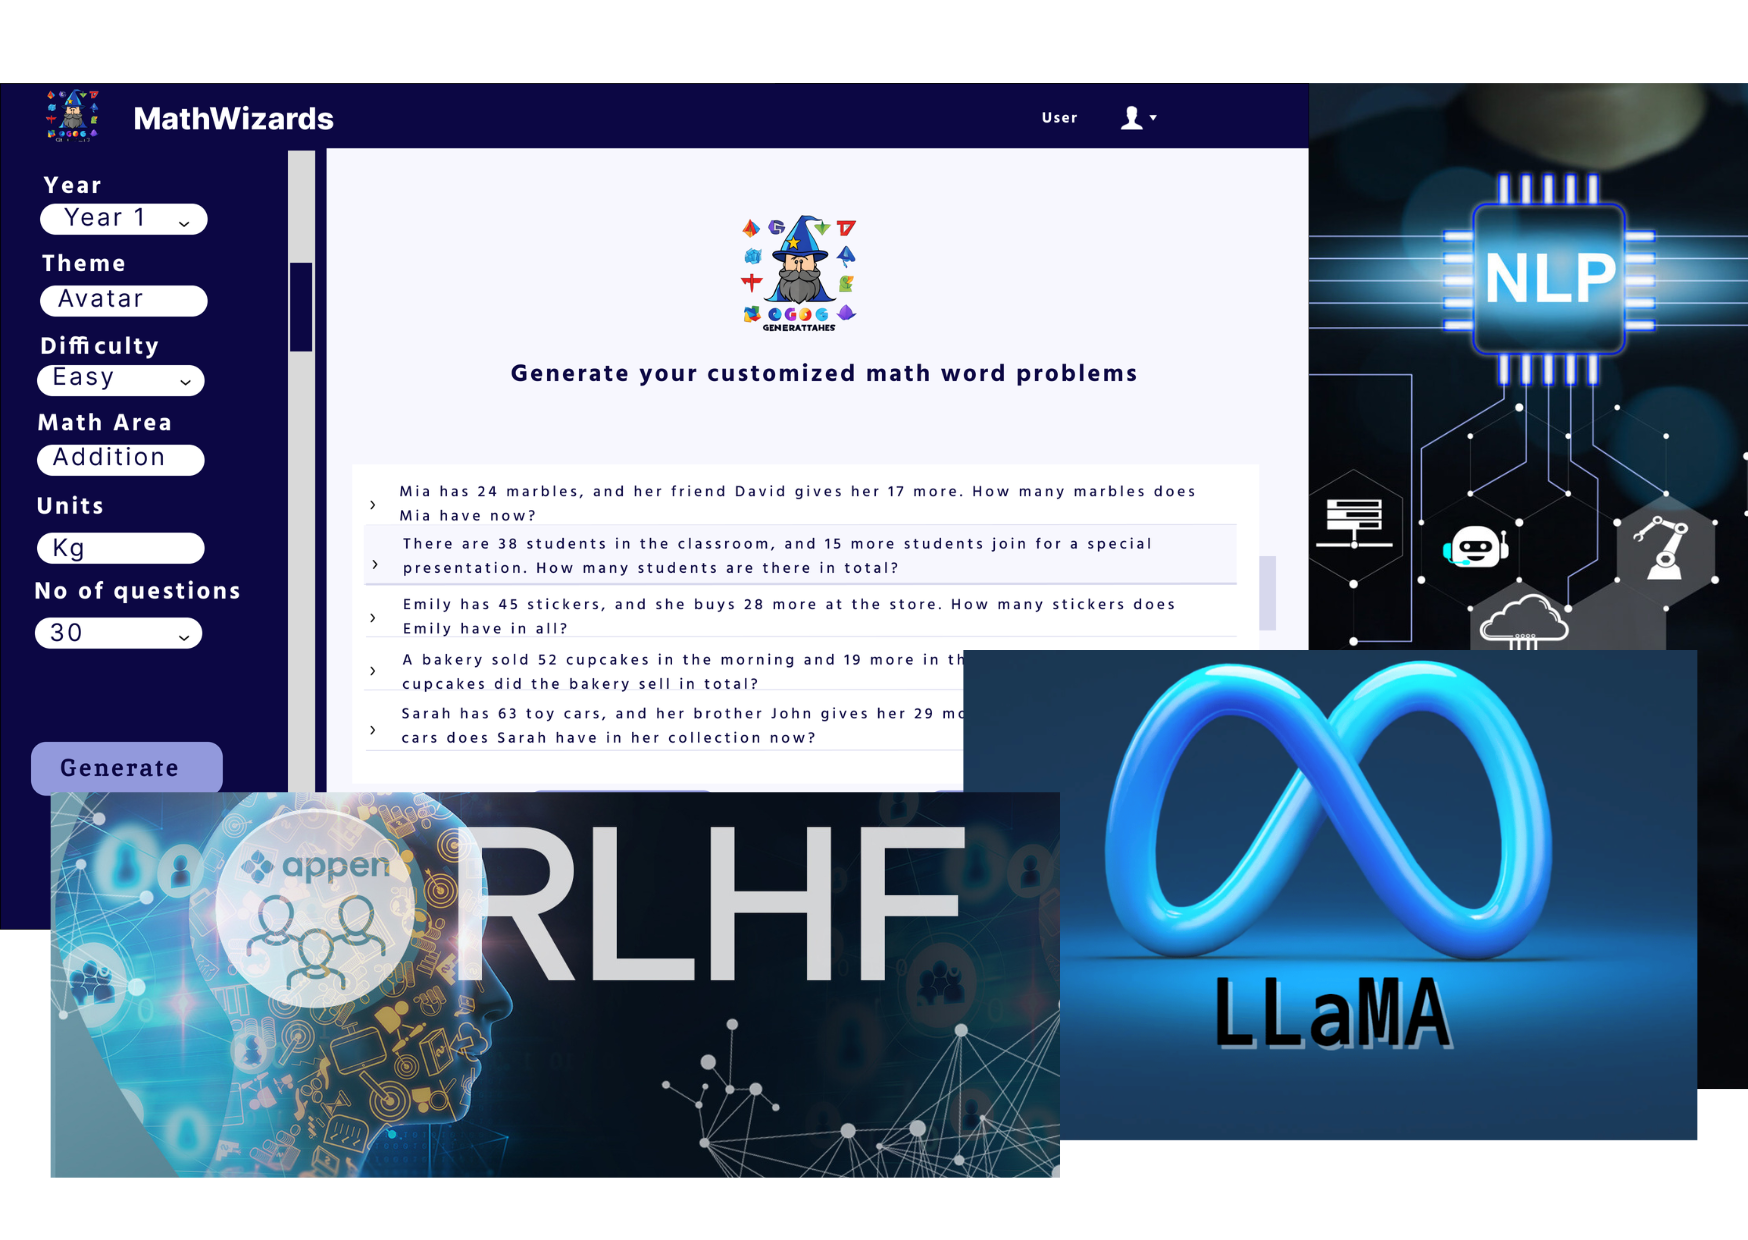 MathWizards
User
Year
Year 1
Theme
Avatar
Difficulty
Easy
Math Area
Addition
Units
Kg
No of questions
30
Generate
GENERATTAHES
Generate your customized math word problems
Mia has 24 marbles, and her friend David gives her 17 more. How many marbles does
Mia have now?
There are 38 students in the classroom, and 15 more students join for a special
presentation. How many students are there in total?
Emily has 45 stickers, and she buys 28 more at the store. How many stickers does
Emily have in all?
A bakery sold 52 cupcakes in the morning and 19 more in
cupcakes did the bakery sell in total?
Sarah has 63 toy cars, and her brother John gives her 29
cars does Sarah have in her collection now?
NLP
appen
RLHF
LLaMA